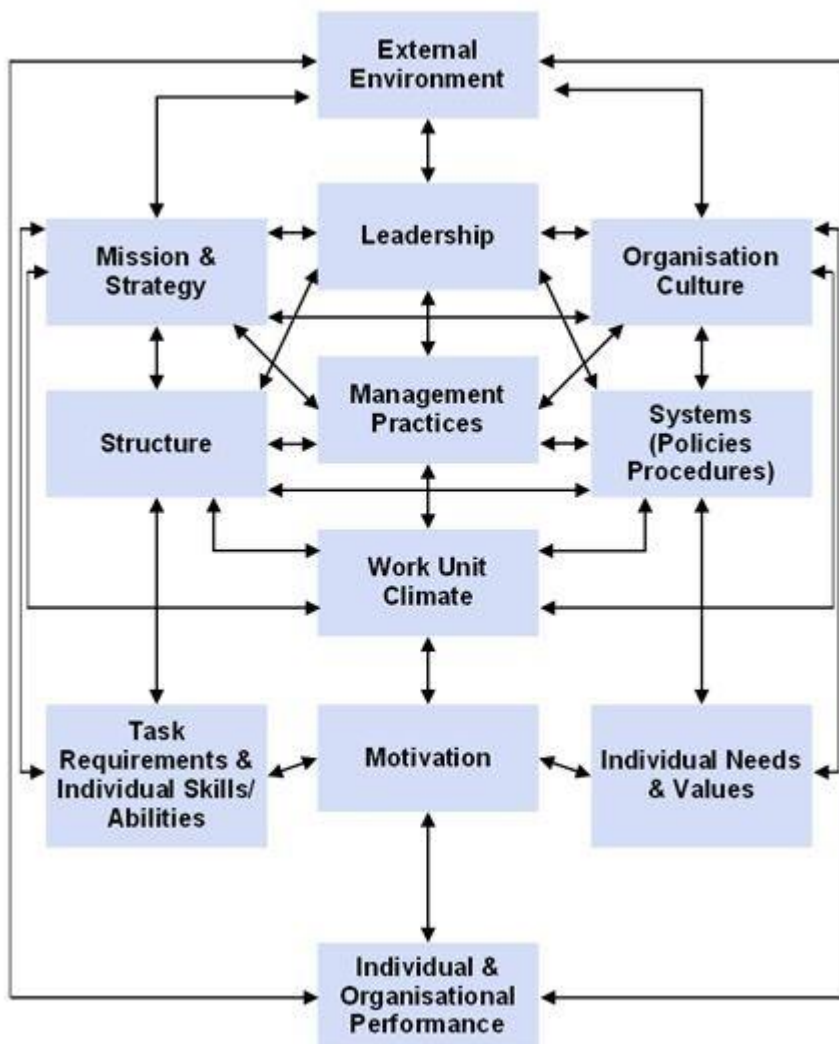 External
Environment
Leadership
Mission &
Strategy
Organisation
Culture
Management
Practices
Structure
Systems
(Policies
Procedures)
Work Unit
Climate
Task
Requirements &
Individual Skills/
Abilities
Motivation
Individual Needs
& Values
Individual &
Organisational
Performance